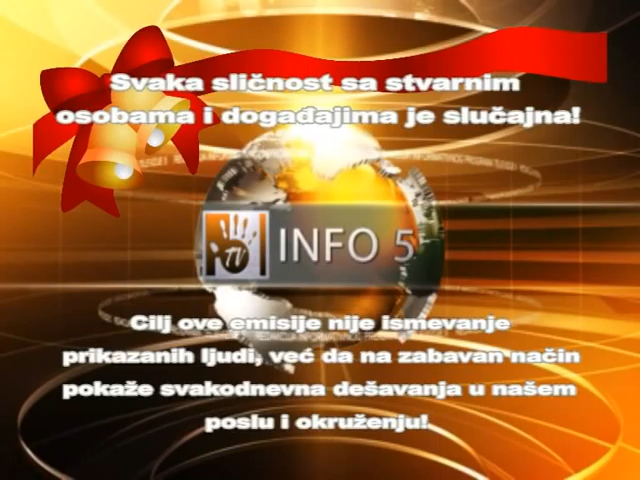 Svaka sličnost sa stvarnim
osobama i događajima je slučajna!
TV
INFO 5
Cilj ove emisije nije ismevanje
prikazanih ljudi, već da na zabavan način
pokaže svakodnevna dešavanja u našem
poslu i okruženju!